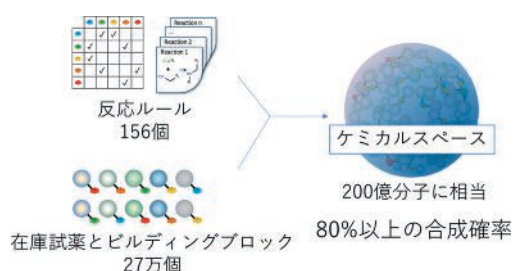 Reaction n
...
Reaction 2
Reaction 1
反応ルール
156個
ケミカルスペース
200億分子に相当
80%以上の合成確率
在庫試薬とビルディングブロック
27万個